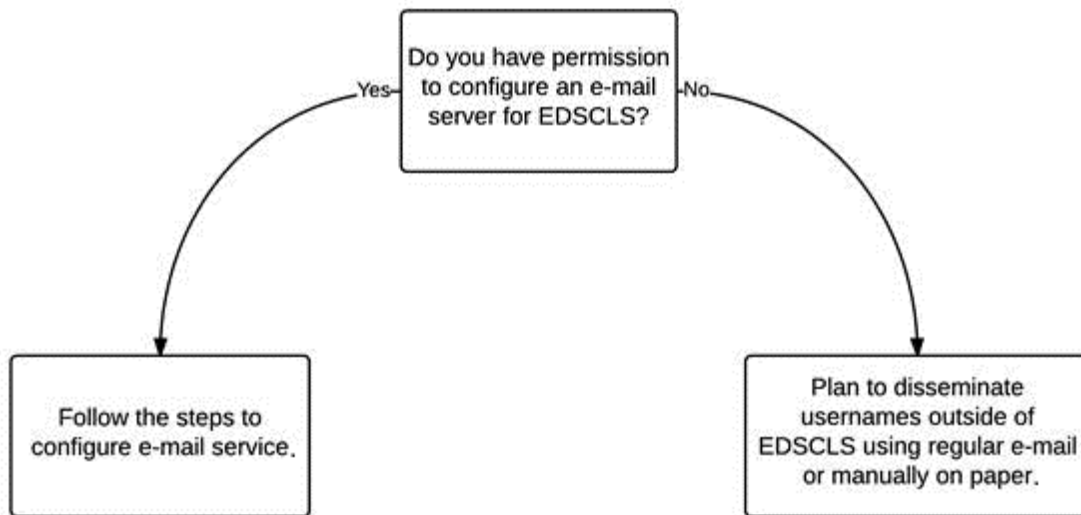 Do you have permission
to configure an e-mail
server for EDSCLS?
Yes
No
Follow the steps to
configure e-mail service.
Plan to disseminate
usernames outside of
EDSCLS using regular e-mail
or manually on paper.